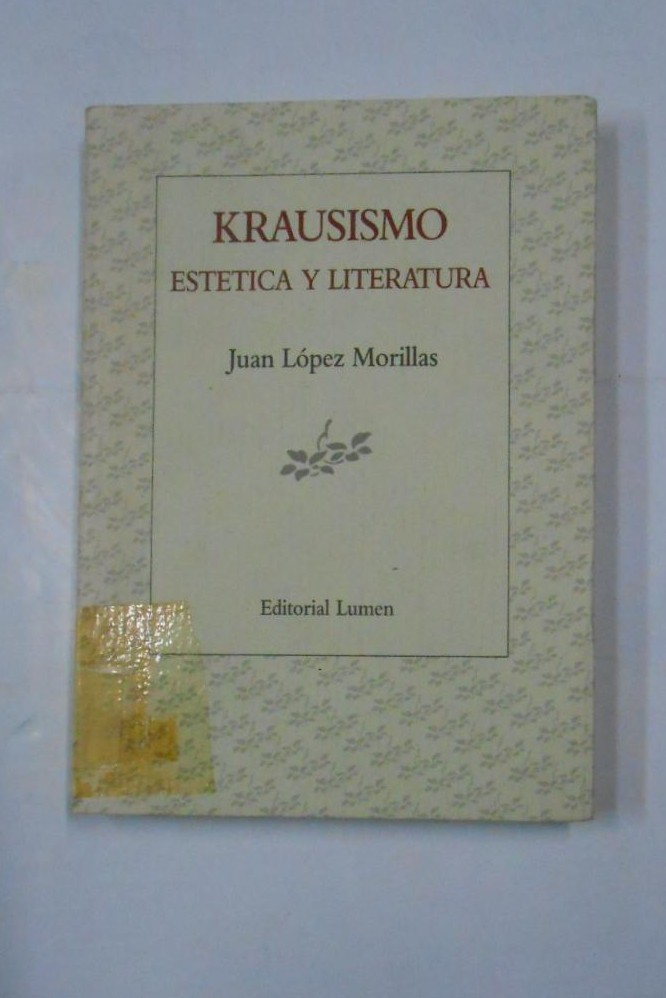 KRAUSISMO
ESTETICA Y LITERATURA
Juan López Morillas
Editorial Lumen